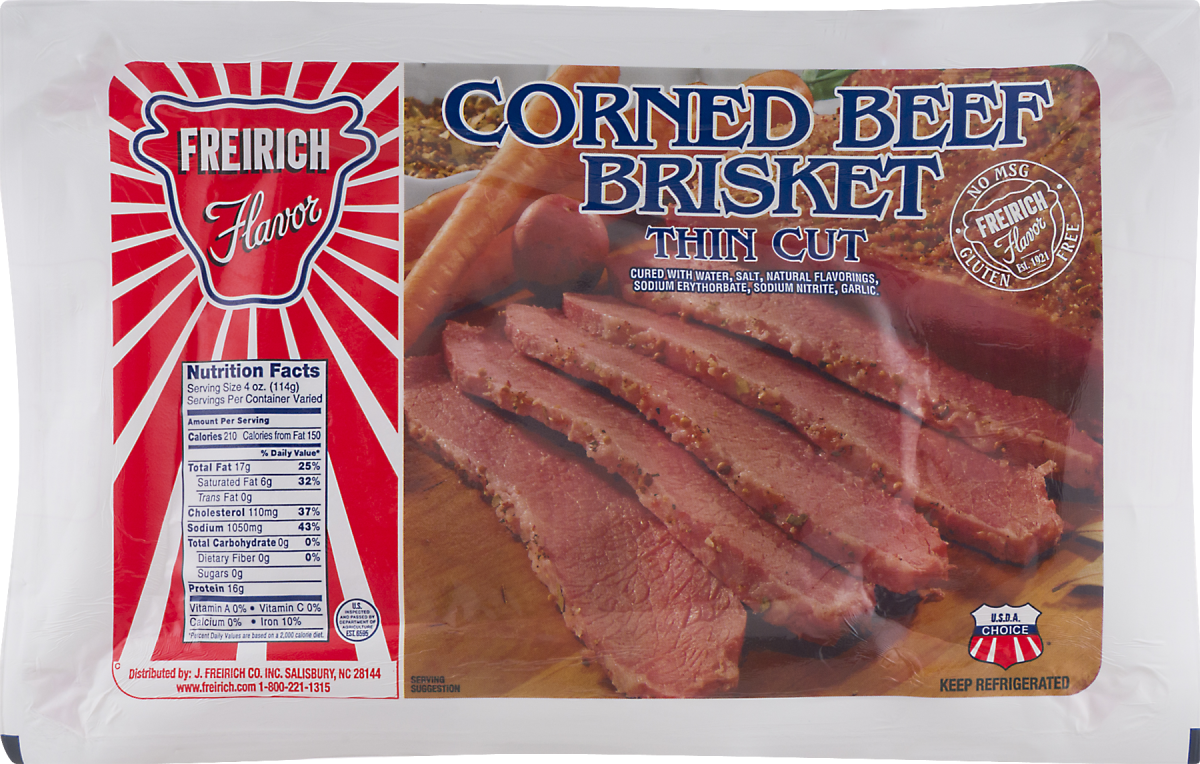 FREIRICH
Flavor
Nutrition Facts
Serving Size 4 oz. (114g)
Servings Per Container Varied
Amount Per Serving
Calories 210 Calories from Fat 150
% Daily Value*
Total Fat 17g 25%
Saturated Fat 6g 32%
Trans Fat 0g
Cholesterol 110mg 37%
Sodium 1050mg 43%
Total Carbohydrate 0g 0%
Dietary Fiber 0g 0%
Sugars 0g
Protein 16g
Vitamin A 0% • Vitamin C 0%
Calcium 0% • Iron 10%
*Percent Daily Values are based on a 2,000 calorie diet.
U.S.
INSPECTED
AND PASSED BY
DEPARTMENT OF
AGRICULTURE
EST. 6595
C
Distributed by: J. FREIRICH CO. INC. SALISBURY, NC 28144
www.freirich.com 1-800-221-1315
CORNED BEEF
BRISKET
THIN CUT
CURED WITH WATER, SALT, NATURAL FLAVORINGS,
SODIUM ERYTHORBATE, SODIUM NITRITE, GARLIC.
NO MSG
FREIRICH
Flavor
EST. 1921
GLUTEN FREE
SERVING
SUGGESTION
U.S.D.A.
CHOICE
KEEP REFRIGERATED